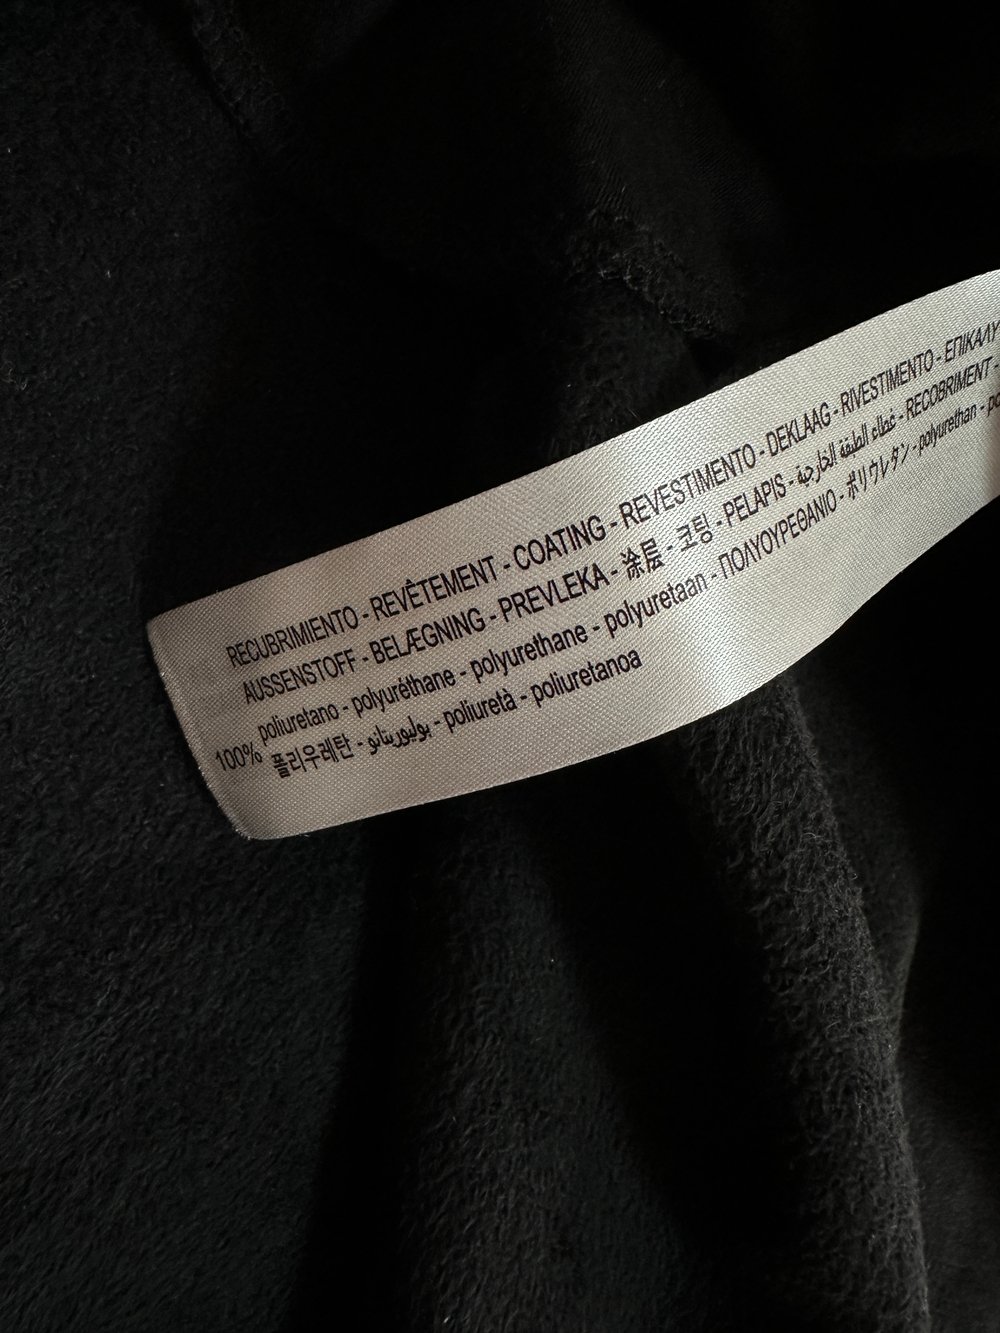 RECUBRIMIENTO - REVÊTEMENT - COATING - REVESTIMENTO - DEKLAAG - RIVESTIMENTO - ΕΠΙΚΑΛΥ
AUSSENSTOFF - BELÆGNING - PREVLEKA - 涂层 - 코팅 - PELAPIS - غطاء الطبقة الخارجية - RECOBRIMENT -
poliuretano - polyuréthane - polyurethane - polyuretaan - ΠΟΛΥΟΥΡΕΘΑΝΙΟ - ポリウレタン - polyurethan - po
100% 폴리우레탄 - بوليوريتانو - poliuretà - poliuretanoa